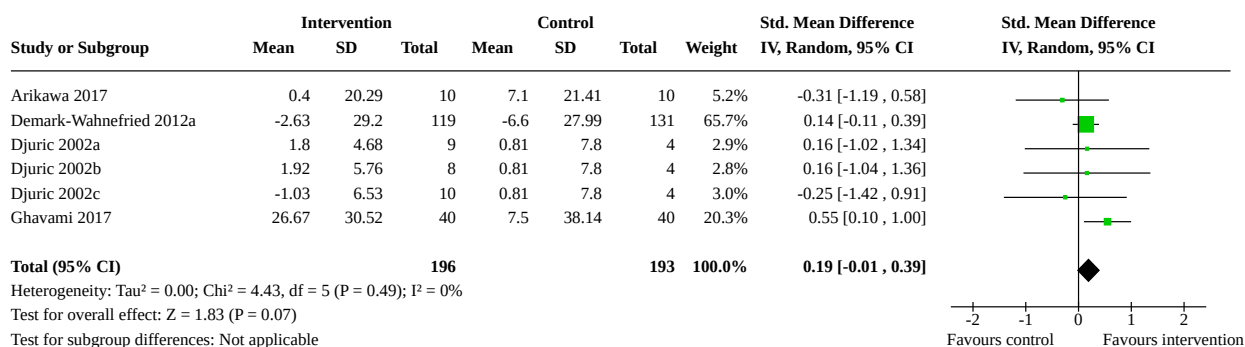 Intervention Control Std. Mean Difference Std. Mean Difference
Study or Subgroup Mean SD Total Mean SD Total Weight IV, Random, 95% CI IV, Random, 95% CI
Arikawa 2017 0.4 20.29 10 7.1 21.41 10 5.2% -0.31 [-1.19 , 0.58]
Demark-Wahnefried 2012a -2.63 29.2 119 -6.6 27.99 131 65.7% 0.14 [-0.11 , 0.39]
Djuric 2002a 1.8 4.68 9 0.81 7.8 4 2.9% 0.16 [-1.02 , 1.34]
Djuric 2002b 1.92 5.76 8 0.81 7.8 4 2.8% 0.16 [-1.04 , 1.36]
Djuric 2002c -1.03 6.53 10 0.81 7.8 4 3.0% -0.25 [-1.42 , 0.91]
Ghavami 2017 26.67 30.52 40 7.5 38.14 40 20.3% 0.55 [0.10 , 1.00]
Total (95% CI) 196 193 100.0% 0.19 [-0.01 , 0.39]
Heterogeneity: Tau² = 0.00; Chi² = 4.43, df = 5 (P = 0.49); I² = 0%
Test for overall effect: Z = 1.83 (P = 0.07)
-2 -1 0 1 2
Test for subgroup differences: Not applicable Favours control Favours intervention